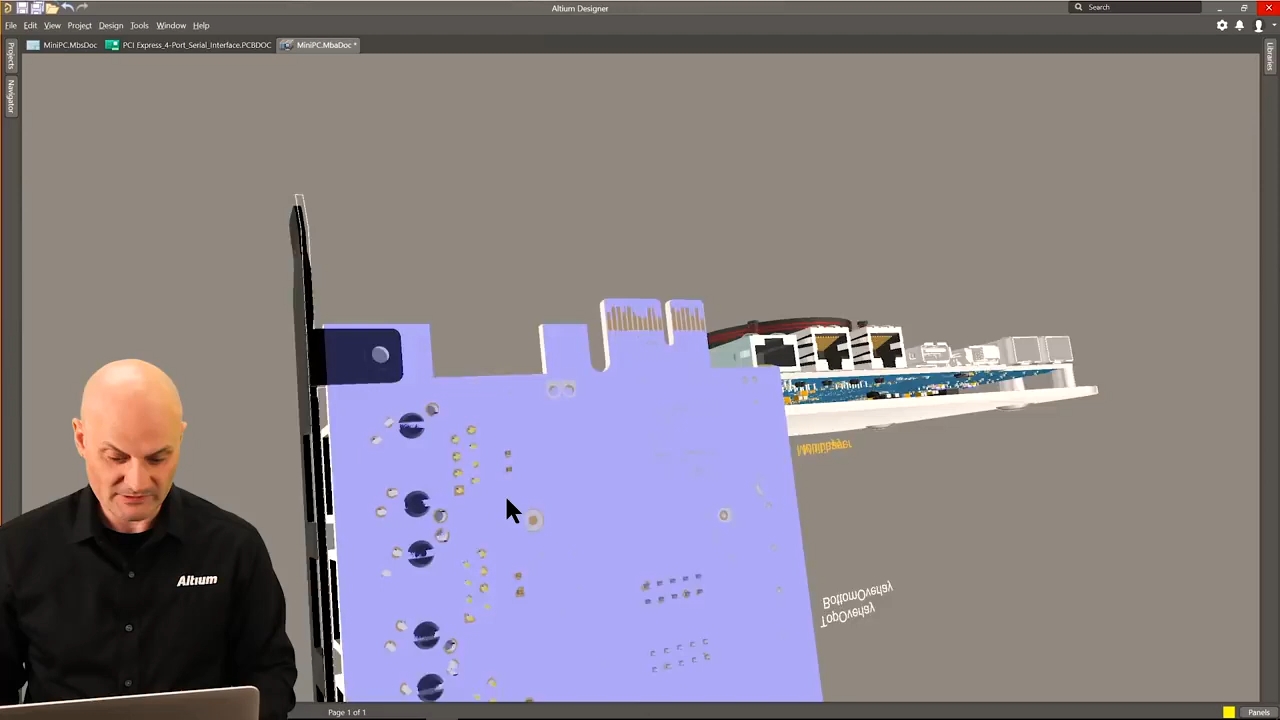 Altium Designer
Search
File Edit View Project Design Tools Window Help
MiniPC.MbsDoc
PCI Express_4-Port_Serial_Interface.PCBDOC
MiniPC.MbaDoc *
Projects
Navigator
Libraries
BottomOverlay
TopOverlay
Altium
Page 1 of 1
Panels